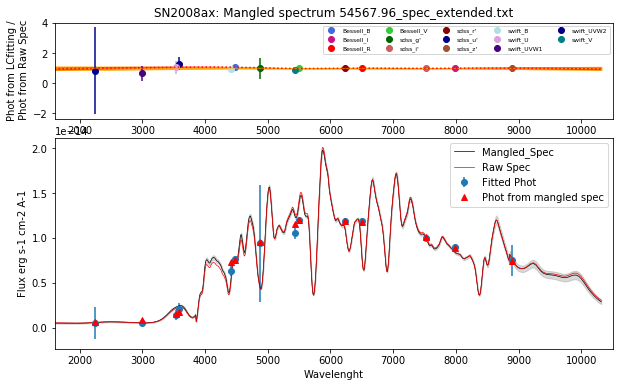 SN2008ax: Mangled spectrum 54567.96_spec_extended.txt
Phot from LCfitting /
Phot from Raw Spec
4
2
0
−2
Bessell_B
Bessell_I
Bessell_R
Bessell_V
sdss_g'
sdss_i'
sdss_r'
sdss_u'
sdss_z'
swift_B
swift_U
swift_UVW1
swift_UVW2
swift_V
2000 3000 4000 5000 6000 7000 8000 9000 10000
1e−14
Flux erg s-1 cm-2 A-1
2.0
1.5
1.0
0.5
0.0
Mangled_Spec
Raw Spec
Fitted Phot
Phot from mangled spec
2000 3000 4000 5000 6000 7000 8000 9000 10000
Wavelenght